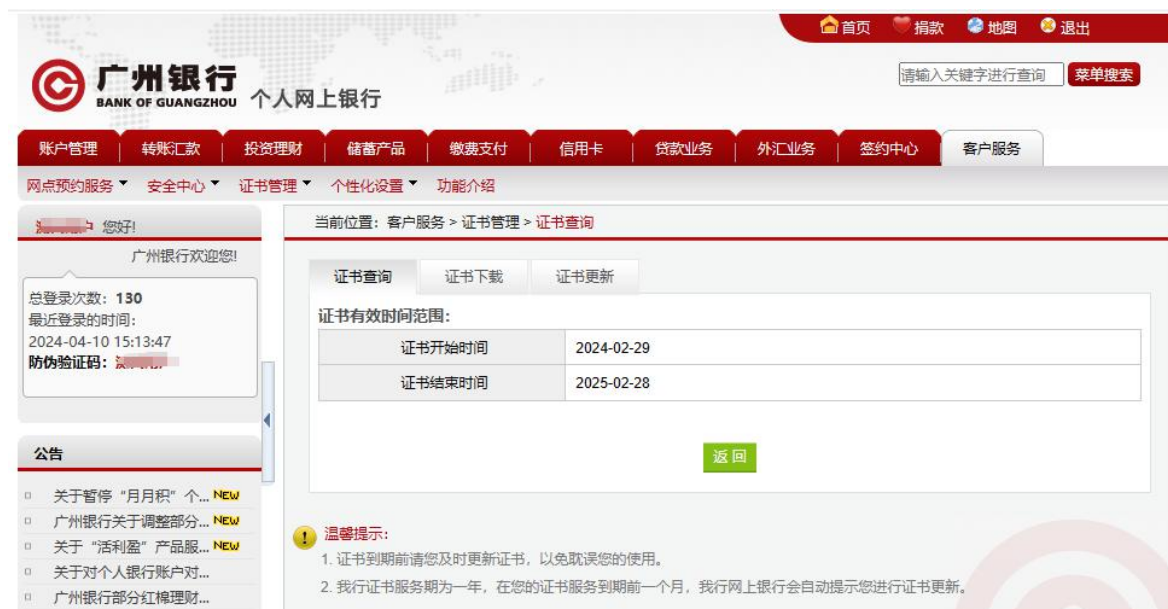 首页 捐款 地图 退出
广州银行
BANK OF GUANGZHOU
个人网上银行
请输入关键字进行查询 菜单搜索
账户管理 转账汇款 投资理财 储蓄产品 缴费支付 信用卡 贷款业务 外汇业务 签约中心 客户服务
网点预约服务 安全中心 证书管理 个性化设置 功能介绍
您好!
广州银行欢迎您!
总登录次数：130
最近登录的时间：
2024-04-10 15:13:47
防伪验证码：
公告
关于暂停“月月积”个... NEW
广州银行关于调整部分... NEW
关于“活利盈”产品服... NEW
关于对个人银行账户对...
广州银行部分红棉理财...
当前位置：客户服务 > 证书管理 > 证书查询
证书查询 证书下载 证书更新
证书有效时间范围：
证书开始时间 2024-02-29
证书结束时间 2025-02-28
返回
温馨提示：
1. 证书到期前请您及时更新证书，以免耽误您的使用。
2. 我行证书服务期为一年，在您的证书服务到期前一个月，我行网上银行会自动提示您进行证书更新。